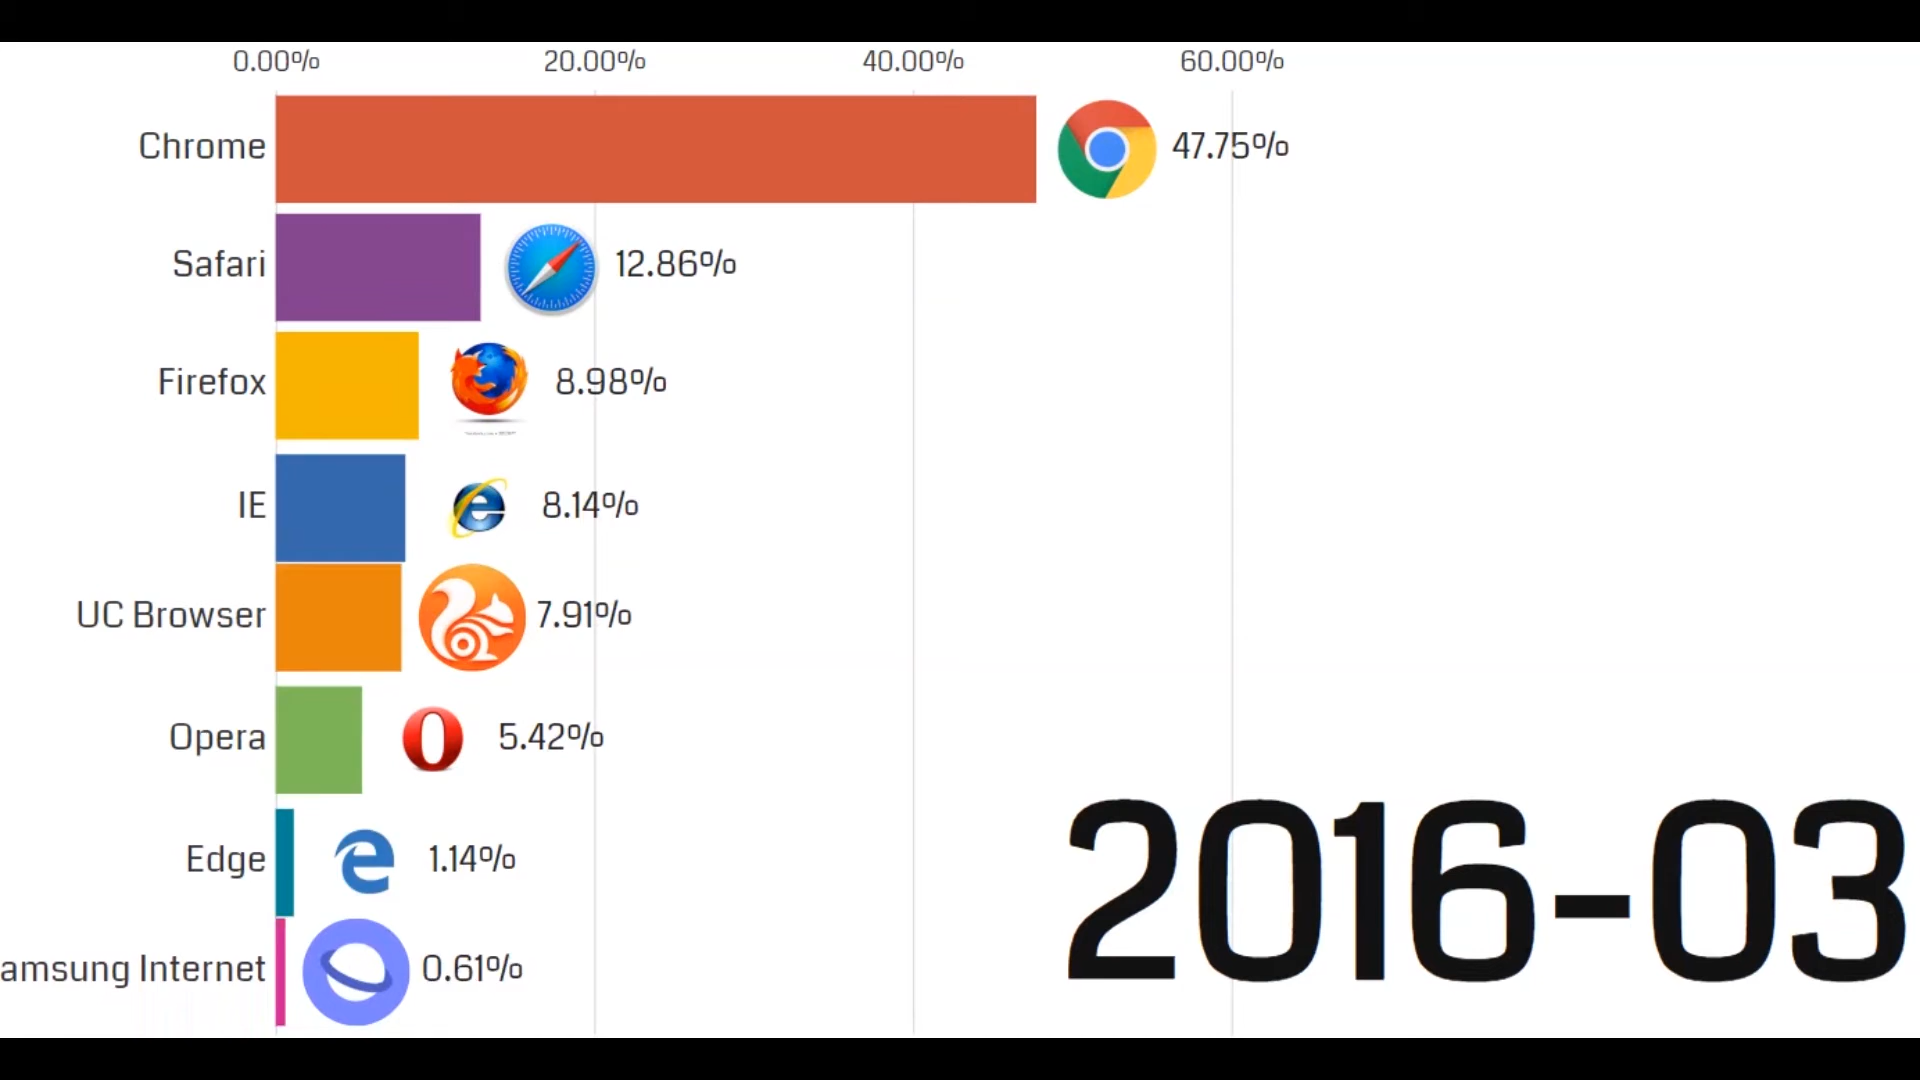 0.00% 20.00% 40.00% 60.00%
Chrome 47.75%
Safari 12.86%
Firefox 8.98%
IE 8.14%
UC Browser 7.91%
Opera 5.42%
Edge 1.14%
amsung Internet 0.61%
2016-03